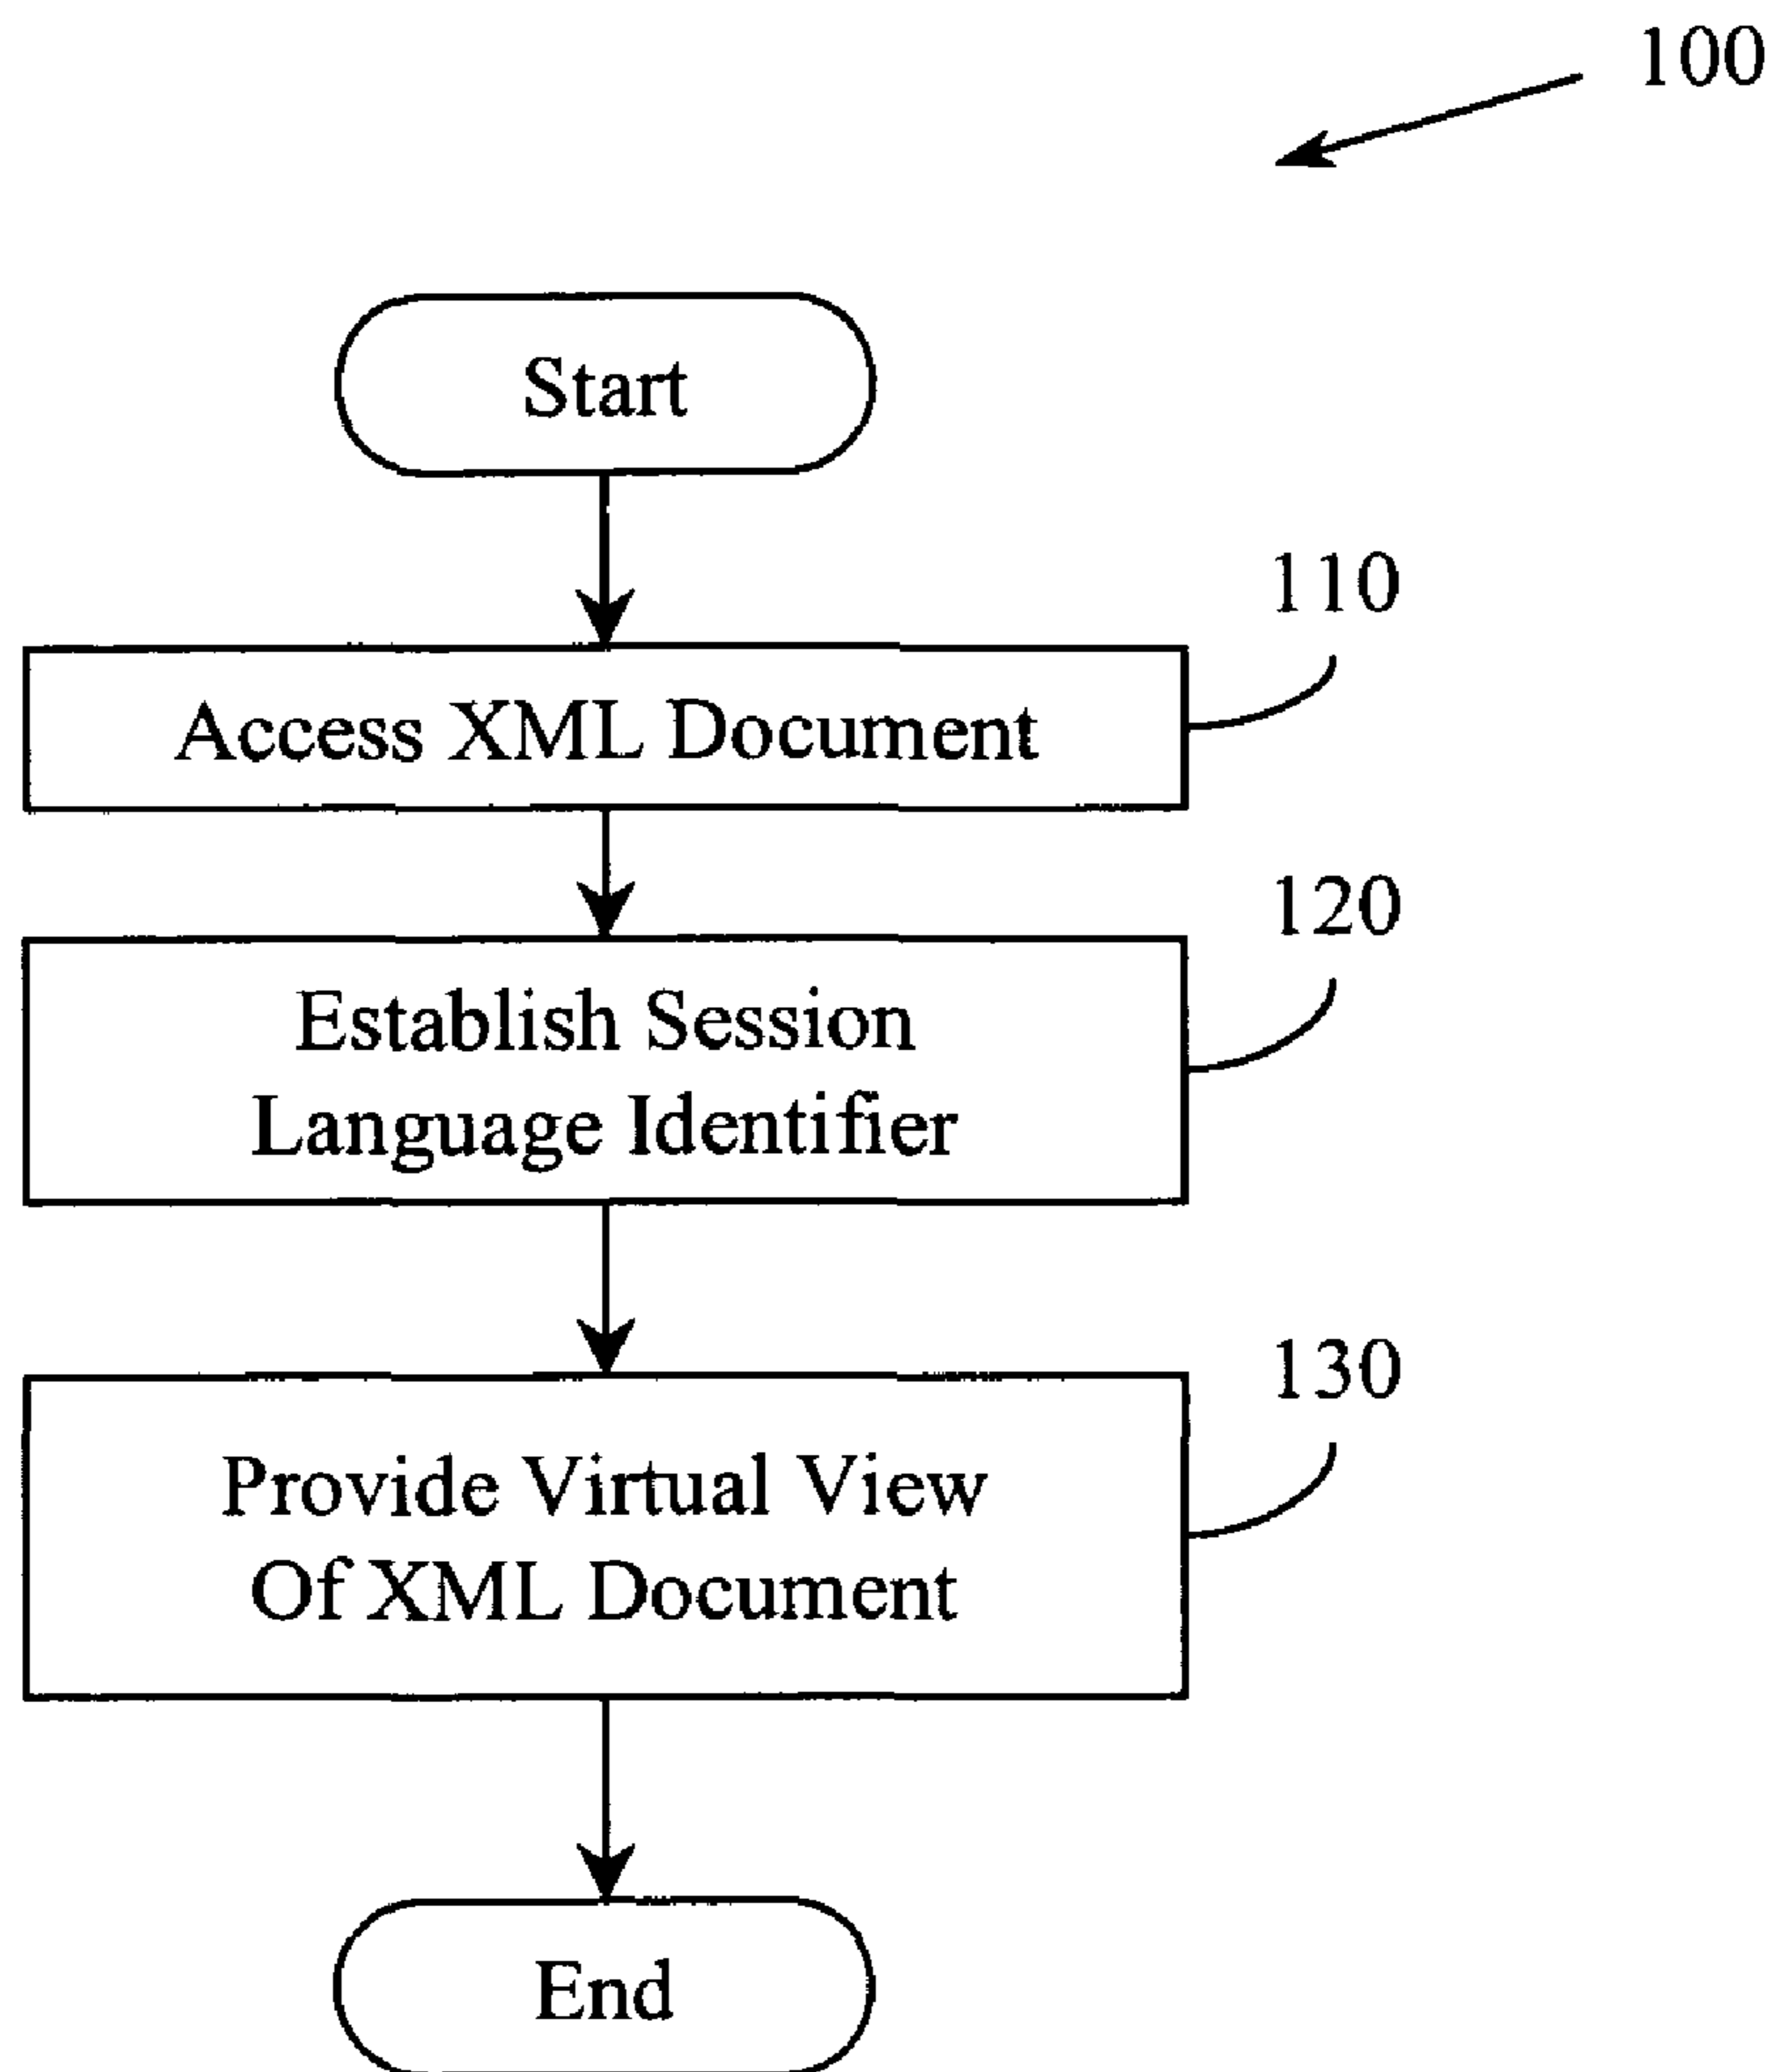 100
Start
110
Access XML Document
120
Establish Session
Language Identifier
130
Provide Virtual View
Of XML Document
End